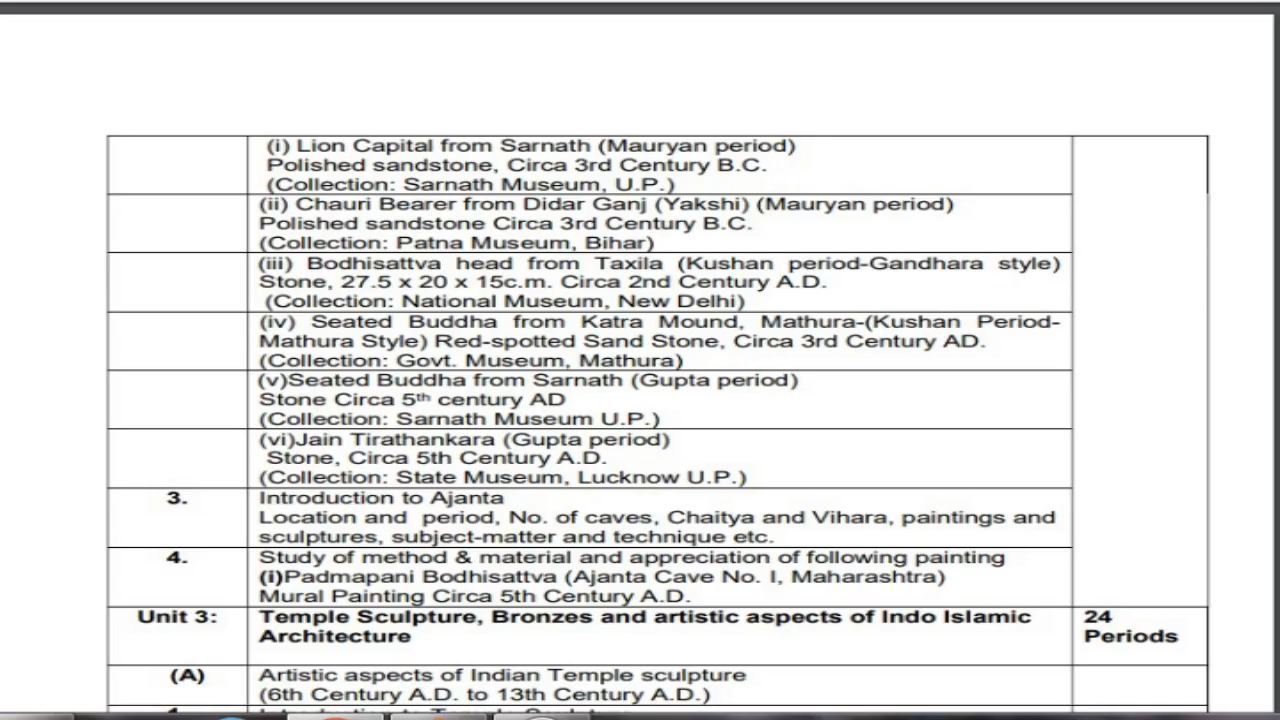 (i) Lion Capital from Sarnath (Mauryan period)
Polished sandstone, Circa 3rd Century B.C.
(Collection: Sarnath Museum, U.P.)
(ii) Chauri Bearer from Didar Ganj (Yakshi) (Mauryan period)
Polished sandstone Circa 3rd Century B.C.
(Collection: Patna Museum, Bihar)
(iii) Bodhisattva head from Taxila (Kushan period-Gandhara style)
Stone, 27.5 x 20 x 15c.m. Circa 2nd Century A.D.
(Collection: National Museum, New Delhi)
(iv) Seated Buddha from Katra Mound, Mathura-(Kushan Period-
Mathura Style) Red-spotted Sand Stone, Circa 3rd Century AD.
(Collection: Govt. Museum, Mathura)
(v)Seated Buddha from Sarnath (Gupta period)
Stone Circa 5th century AD
(Collection: Sarnath Museum U.P.)
(vi)Jain Tirathankara (Gupta period)
Stone, Circa 5th Century A.D.
(Collection: State Museum, Lucknow U.P.)
3. Introduction to Ajanta
Location and period, No. of caves, Chaitya and Vihara, paintings and
sculptures, subject-matter and technique etc.
4. Study of method & material and appreciation of following painting
(i)Padmapani Bodhisattva (Ajanta Cave No. I, Maharashtra)
Mural Painting Circa 5th Century A.D.
Unit 3: Temple Sculpture, Bronzes and artistic aspects of Indo Islamic 24
Architecture Periods
(A) Artistic aspects of Indian Temple sculpture
(6th Century A.D. to 13th Century A.D.)